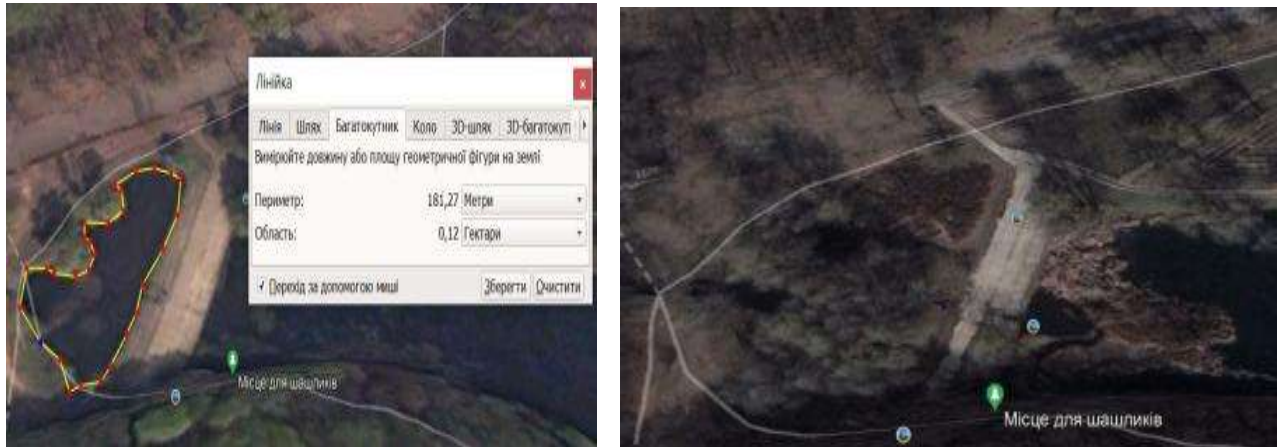 Лінійка
Лінія Шлях Багатокутник Коло 3D-шлях 3D-багатокут
Виміряйте довжину або площу геометричної фігури на землі
Периметр: 181,27 Метри
Область: 0,12 Гектари
Перехід за допомогою миші Зберегти Очистити
Місце для шашликів
Місце для шашликів